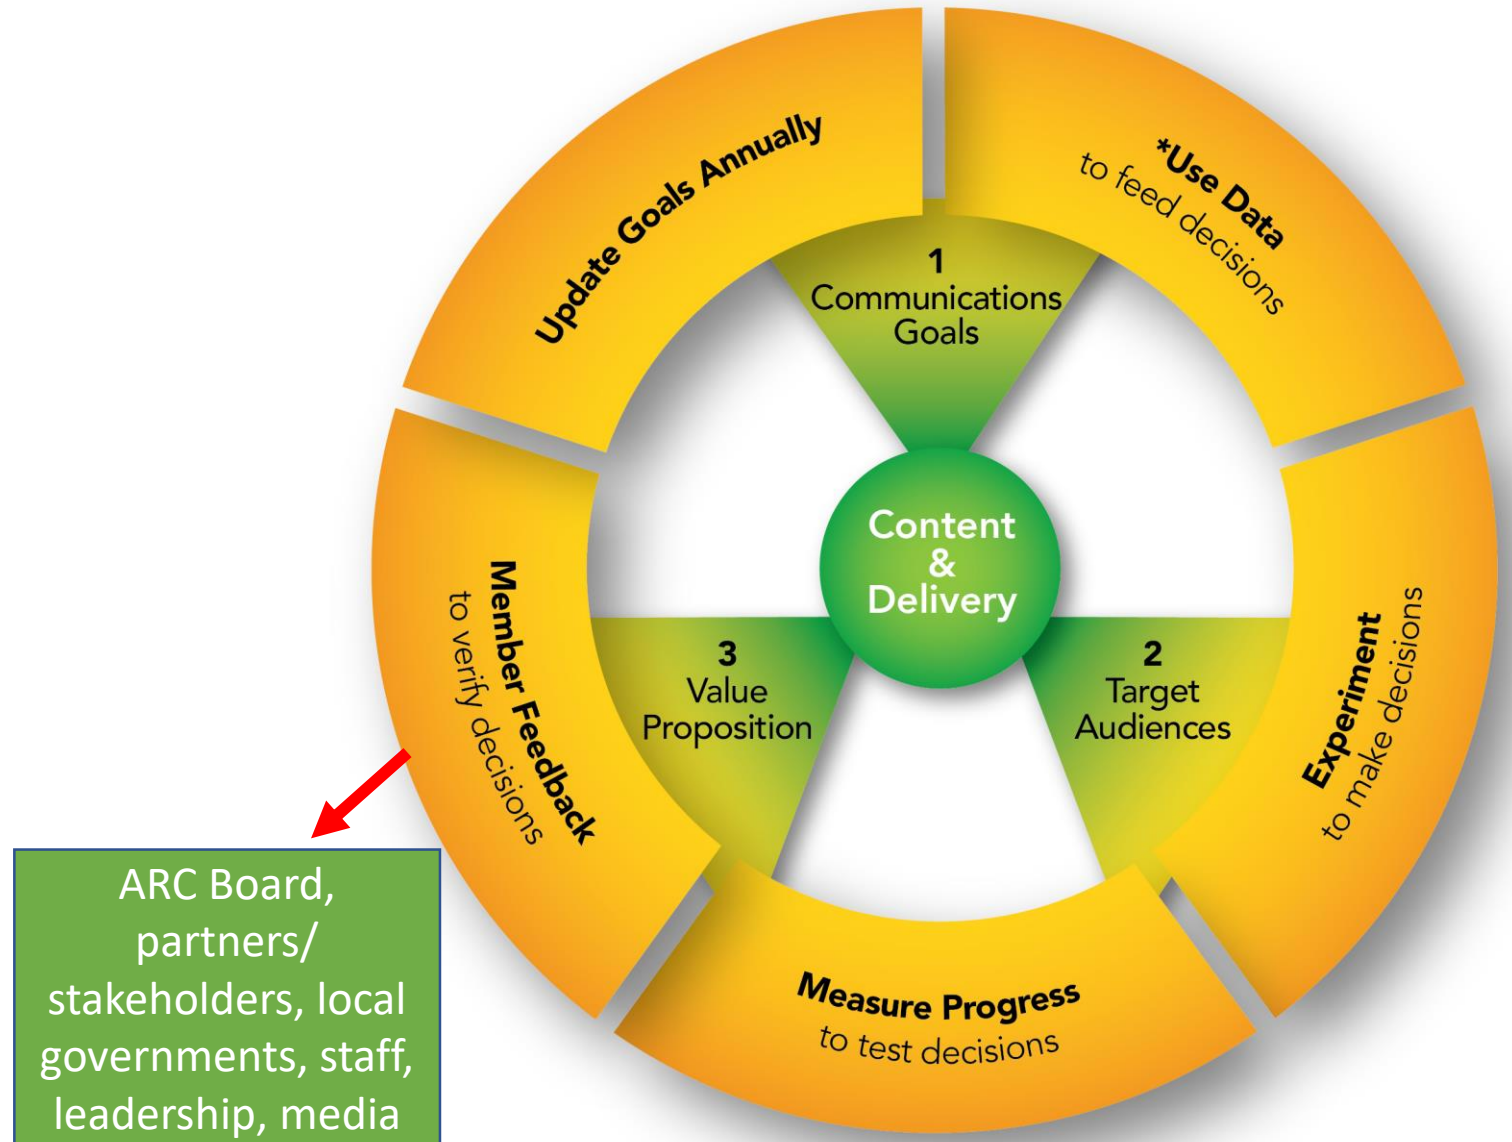 Update Goals Annually
*Use Data
to feed decisions
1
Communications
Goals
Content
&
Delivery
Member Feedback
to verify decisions
3
Value
Proposition
2
Target
Audiences
Experiment
to make decisions
Measure Progress
to test decisions
ARC Board,
partners/
stakeholders, local
governments, staff,
leadership, media